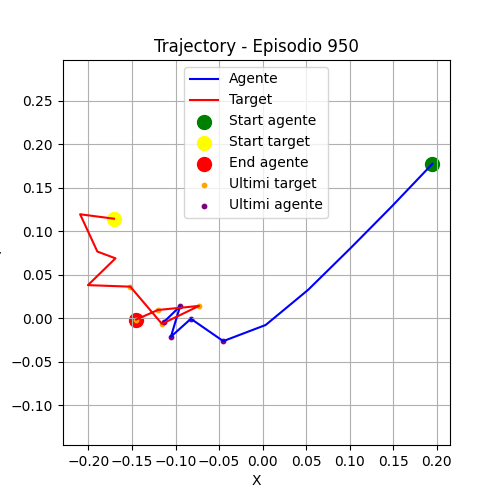 Trajectory - Episodio 950
Agente
Target
Start agente
Start target
End agente
Ultimi target
Ultimi agente
0.25
0.20
0.15
0.10
0.05
0.00
−0.05
−0.10
−0.20 −0.15 −0.10 −0.05 0.00 0.05 0.10 0.15 0.20
X